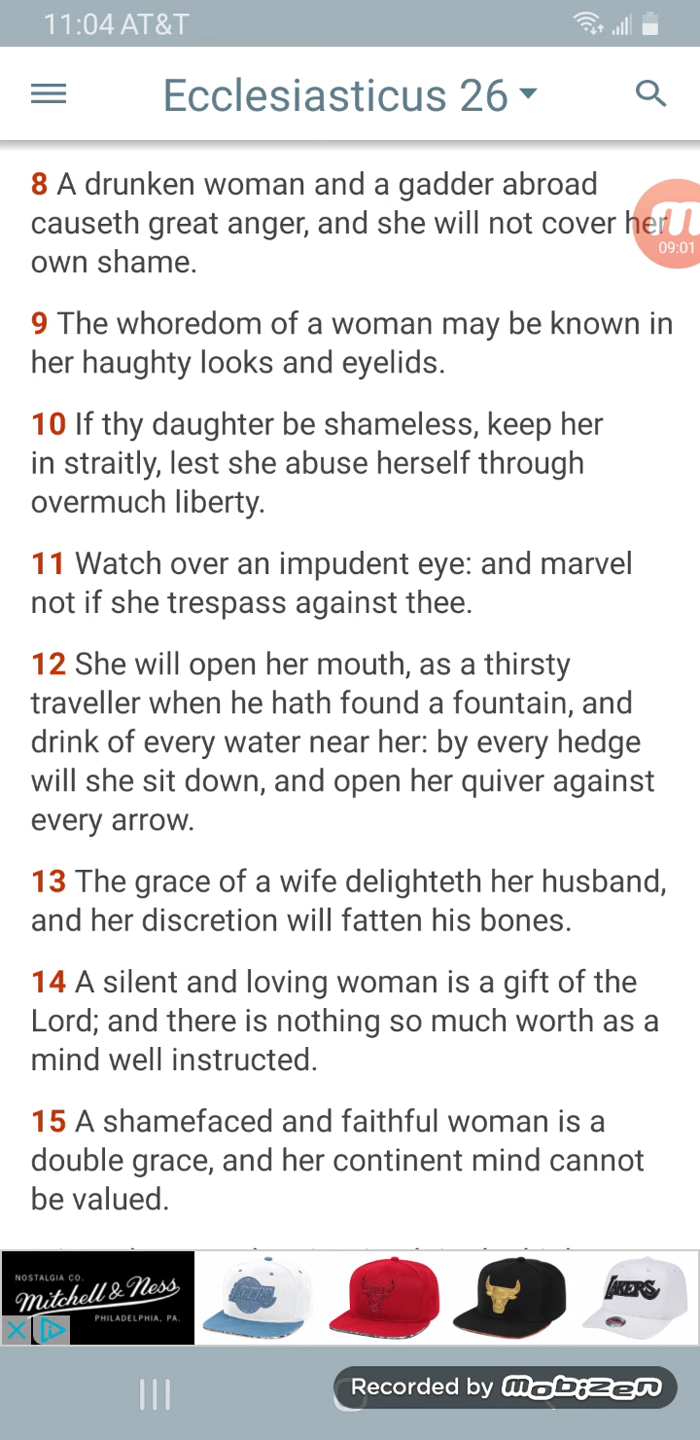 11:04 AT&T
Ecclesiasticus 26
8 A drunken woman and a gadder abroad
causeth great anger, and she will not cover her
own shame.
09:01
9 The whoredom of a woman may be known in
her haughty looks and eyelids.
10 If thy daughter be shameless, keep her
in straitly, lest she abuse herself through
overmuch liberty.
11 Watch over an impudent eye: and marvel
not if she trespass against thee.
12 She will open her mouth, as a thirsty
traveller when he hath found a fountain, and
drink of every water near her: by every hedge
will she sit down, and open her quiver against
every arrow.
13 The grace of a wife delighteth her husband,
and her discretion will fatten his bones.
14 A silent and loving woman is a gift of the
Lord; and there is nothing so much worth as a
mind well instructed.
15 A shamefaced and faithful woman is a
double grace, and her continent mind cannot
be valued.
NOSTALGIA CO.
Mitchell & Ness
PHILADELPHIA, PA.
LAKERS
Recorded by Mobizen